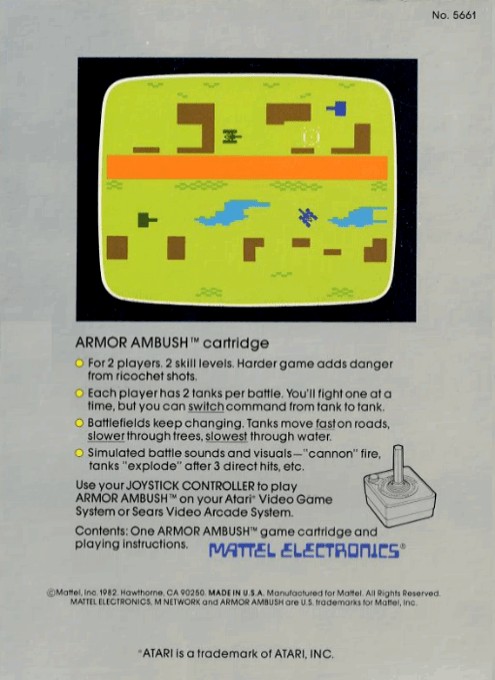 No. 5661
ARMOR AMBUSH™ cartridge
For 2 players. 2 skill levels. Harder game adds danger
from ricochet shots.
Each player has 2 tanks per battle. You'll fight one at a
time, but you can switch command from tank to tank.
Battlefields keep changing. Tanks move fast on roads,
slower through trees, slowest through water.
Simulated battle sounds and visuals—"cannon" fire,
tanks "explode" after 3 direct hits, etc.
Use your JOYSTICK CONTROLLER to play
ARMOR AMBUSH™ on your Atari* Video Game
System or Sears Video Arcade System.
Contents: One ARMOR AMBUSH™ game cartridge and
playing instructions. MATTEL ELECTRONICS®
©Mattel, Inc. 1982. Hawthorne, CA 90250. MADE IN U.S.A. Manufactured for Mattel. All Rights Reserved.
MATTEL ELECTRONICS, M NETWORK and ARMOR AMBUSH are U.S. trademarks for Mattel, Inc.
*ATARI is a trademark of ATARI, INC.